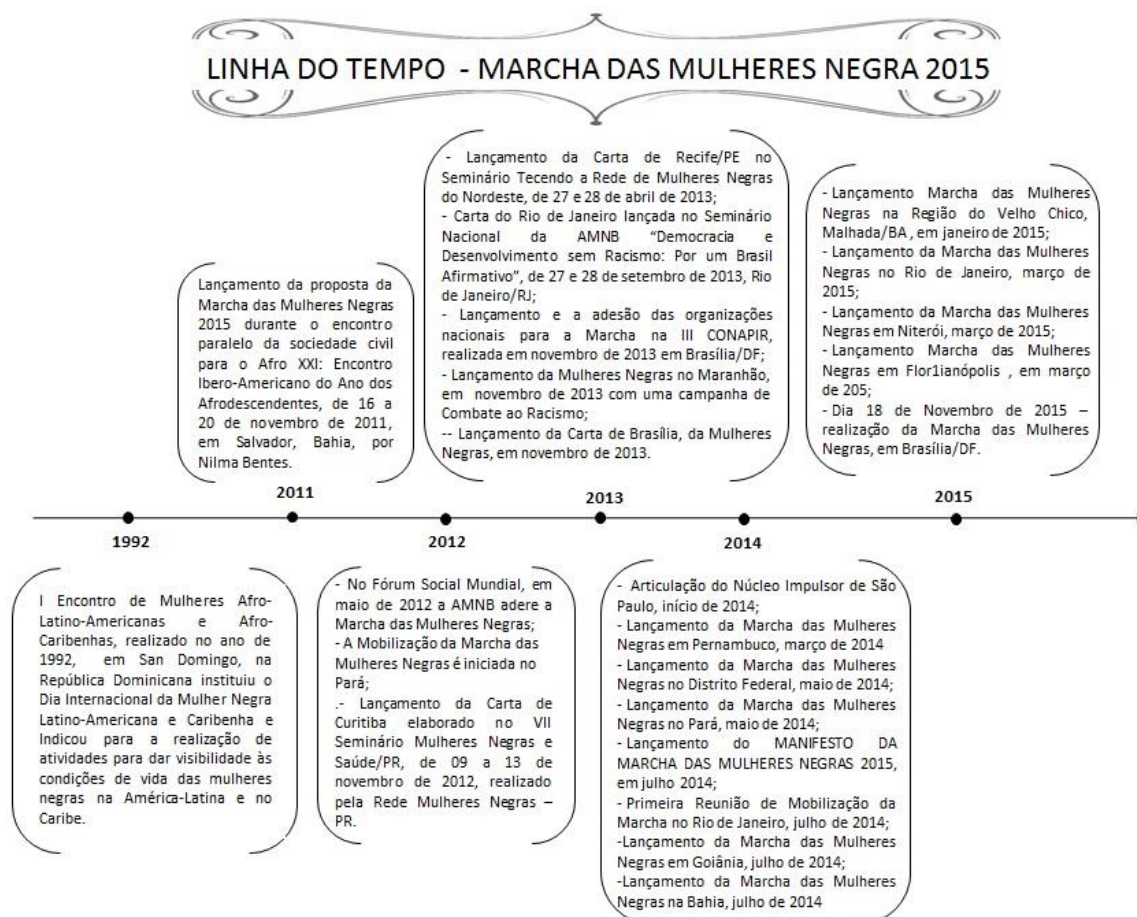 LINHA DO TEMPO - MARCHA DAS MULHERES NEGRA 2015
Lançamento da proposta da
Marcha das Mulheres Negras
2015 durante o encontro
paralelo da sociedade civil
para o Afro XXI: Encontro
Ibero-Americano do Ano dos
Afrodescendentes, de 16 a
20 de novembro de 2011,
em Salvador, Bahia, por
Nilma Bentes.
2011
- Lançamento da Carta de Recife/PE no
Seminário Tecendo a Rede de Mulheres Negras
do Nordeste, de 27 e 28 de abril de 2013;
- Carta do Rio de Janeiro lançada no Seminário
Nacional da AMNB “Democracia e
Desenvolvimento sem Racismo: Por um Brasil
Afirmativo”, de 27 e 28 de setembro de 2013, Rio
de Janeiro/RJ;
- Lançamento e a adesão das organizações
nacionais para a Marcha na III CONAPIR,
realizada em novembro de 2013 em Brasília/DF;
- Lançamento da Mulheres Negras no Maranhão,
em novembro de 2013 com uma campanha de
Combate ao Racismo;
-- Lançamento da Carta de Brasília, da Mulheres
Negras, em novembro de 2013.
2013
- Lançamento Marcha das Mulheres
Negras na Região do Velho Chico,
Malhada/BA , em janeiro de 2015;
- Lançamento da Marcha das Mulheres
Negras no Rio de Janeiro, março de
2015;
- Lançamento da Marcha das Mulheres
Negras em Niterói, março de 2015;
- Lançamento Marcha das Mulheres
Negras em Flor1ianópolis , em março
de 205;
- Dia 18 de Novembro de 2015 –
realização da Marcha das Mulheres
Negras, em Brasília/DF.
2015
1992
I Encontro de Mulheres Afro-
Latino-Americanas e Afro-
Caribenhas, realizado no ano de
1992, em San Domingo, na
República Dominicana instituiu o
Dia Internacional da Mulher Negra
Latino-Americana e Caribenha e
Indicou para a realização de
atividades para dar visibilidade às
condições de vida das mulheres
negras na América-Latina e no
Caribe.
2012
- No Fórum Social Mundial, em
maio de 2012 a AMNB adere a
Marcha das Mulheres Negras;
- A Mobilização da Marcha das
Mulheres Negras é iniciada no
Pará;
.- Lançamento da Carta de
Curitiba elaborado no VII
Seminário Mulheres Negras e
Saúde/PR, de 09 a 13 de
novembro de 2012, realizado
pela Rede Mulheres Negras –
PR.
2014
- Articulação do Núcleo Impulsor de São
Paulo, início de 2014;
- Lançamento da Marcha das Mulheres
Negras em Pernambuco, março de 2014
- Lançamento da Marcha das Mulheres
Negras no Distrito Federal, maio de 2014;
- Lançamento da Marcha das Mulheres
Negras no Pará, maio de 2014;
- Lançamento do MANIFESTO DA
MARCHA DAS MULHERES NEGRAS 2015,
em julho 2014;
- Primeira Reunião de Mobilização da
Marcha no Rio de Janeiro, julho de 2014;
-Lançamento da Marcha das Mulheres
Negras em Goiânia, julho de 2014;
-Lançamento da Marcha das Mulheres
Negras na Bahia, julho de 2014